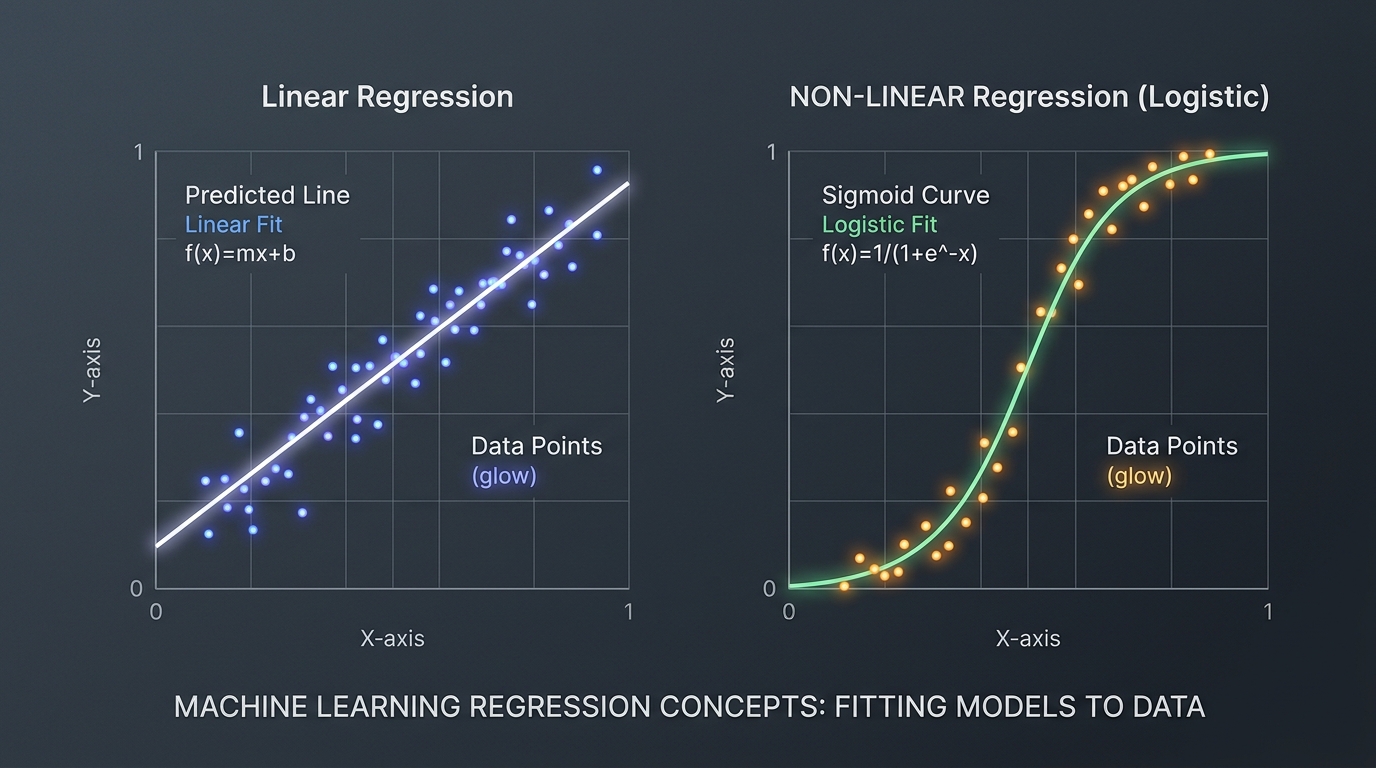 Linear Regression
1
Predicted Line
Linear Fit
f(x)=mx+b
Y-axis
Data Points
(glow)
0
0
1
X-axis
NON-LINEAR Regression (Logistic)
1
Sigmoid Curve
Logistic Fit
f(x)=1/(1+e^-x)
Y-axis
Data Points
(glow)
0
0
1
X-axis
MACHINE LEARNING REGRESSION CONCEPTS: FITTING MODELS TO DATA